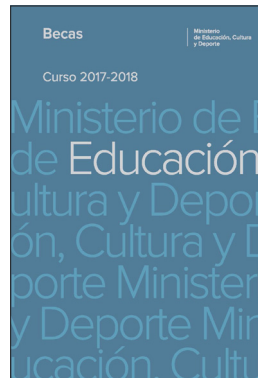 Becas
Ministerio
de Educación, Cultura
y Deporte
Curso 2017-2018
Ministerio de E
de Educación
ultura y Depo
ón, Cultura y D
porte Minister
y Deporte Min
ucación, Cultu